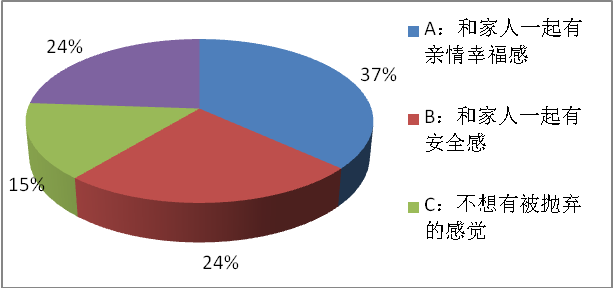 24%
37%
15%
24%
A：和家人一起有
亲情幸福感
B：和家人一起有
安全感
C：不想有被抛弃
的感觉